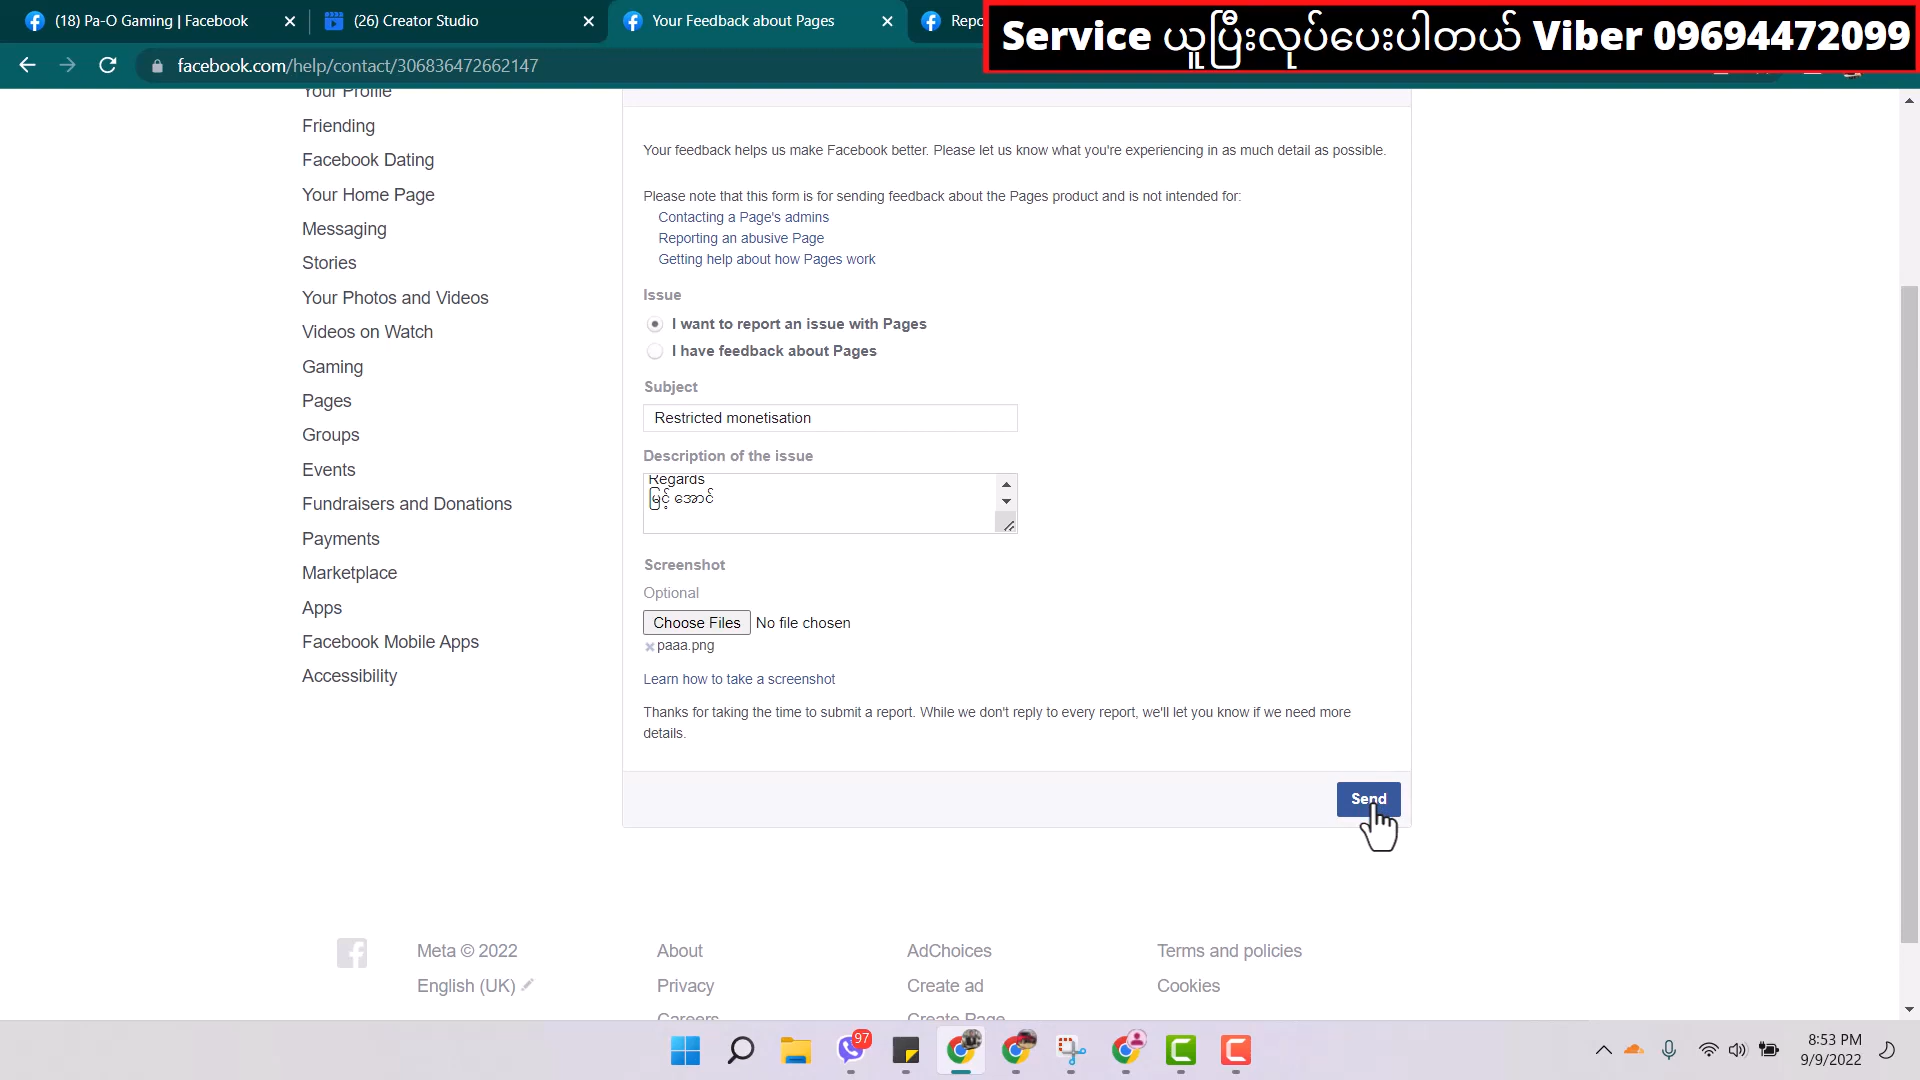 (18) Pa-O Gaming | Facebook
(26) Creator Studio
Your Feedback about Pages
Repo
Service ယူပြီးလုပ်ပေးပါတယ် Viber 09694472099
facebook.com/help/contact/306836472662147
Your Profile
Friending
Facebook Dating
Your Home Page
Messaging
Stories
Your Photos and Videos
Videos on Watch
Gaming
Pages
Groups
Events
Fundraisers and Donations
Payments
Marketplace
Apps
Facebook Mobile Apps
Accessibility
Your feedback helps us make Facebook better. Please let us know what you're experiencing in as much detail as possible.
Please note that this form is for sending feedback about the Pages product and is not intended for:
Contacting a Page's admins
Reporting an abusive Page
Getting help about how Pages work
Issue
I want to report an issue with Pages
I have feedback about Pages
Subject
Restricted monetisation
Description of the issue
Regards
မြင့် အောင်
Screenshot
Optional
Choose Files No file chosen
paaa.png
Learn how to take a screenshot
Thanks for taking the time to submit a report. While we don't reply to every report, we'll let you know if we need more
details.
Send
Meta © 2022
About
AdChoices
Terms and policies
English (UK)
Privacy
Create ad
Cookies
Careers
Create Page
97
8:53 PM
9/9/2022